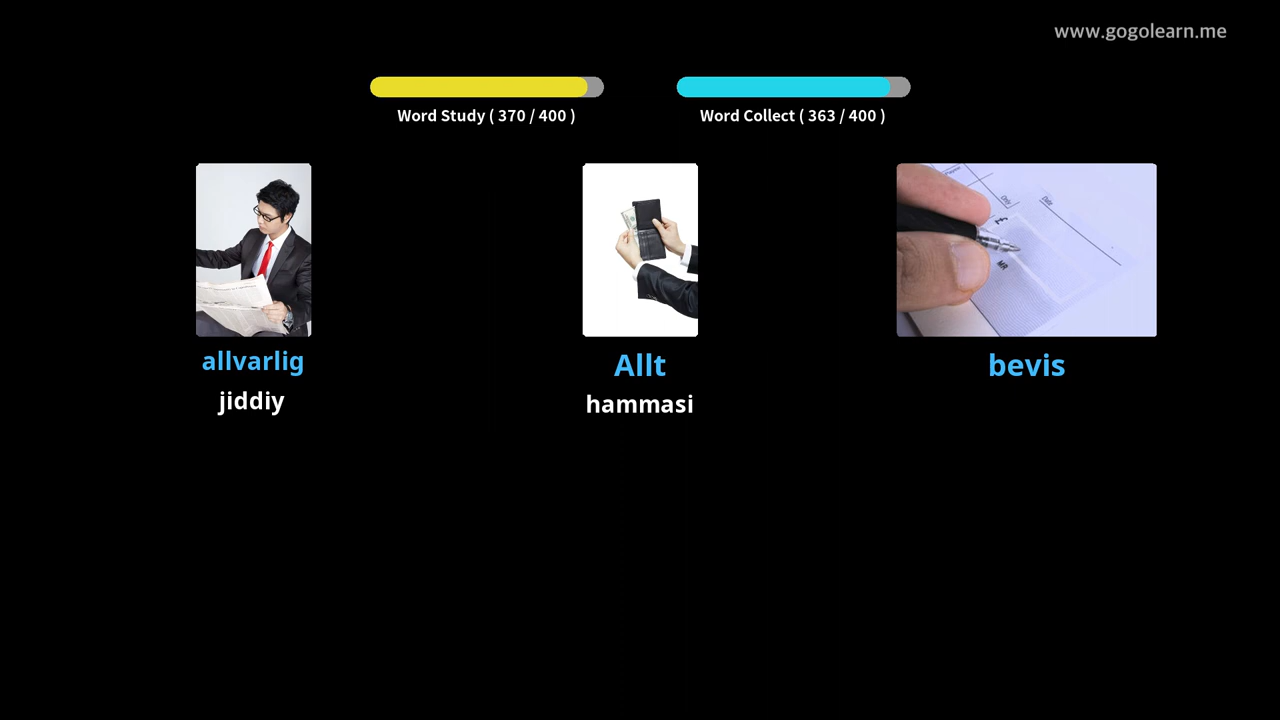 www.gogolearn.me
Word Study ( 370 / 400 )
Word Collect ( 363 / 400 )
allvarlig
jiddiy
Allt
hammasi
bevis